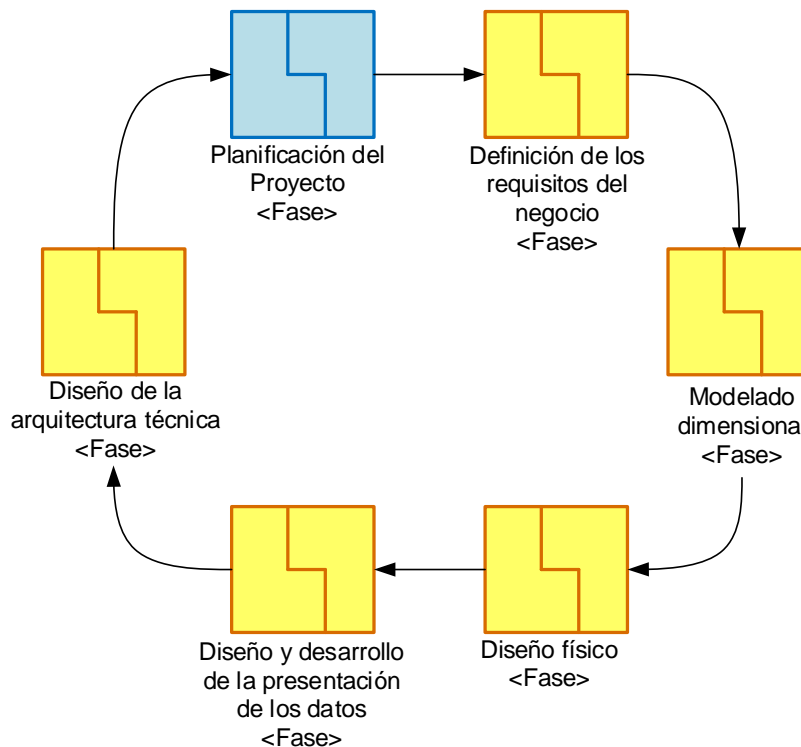 Planificación del
Proyecto
<Fase>
Definición de los
requisitos del
negocio
<Fase>
Diseño de la
arquitectura técnica
<Fase>
Modelado
dimensiona
<Fase>
Diseño y desarrollo
de la presentación
de los datos
<Fase>
Diseño físico
<Fase>